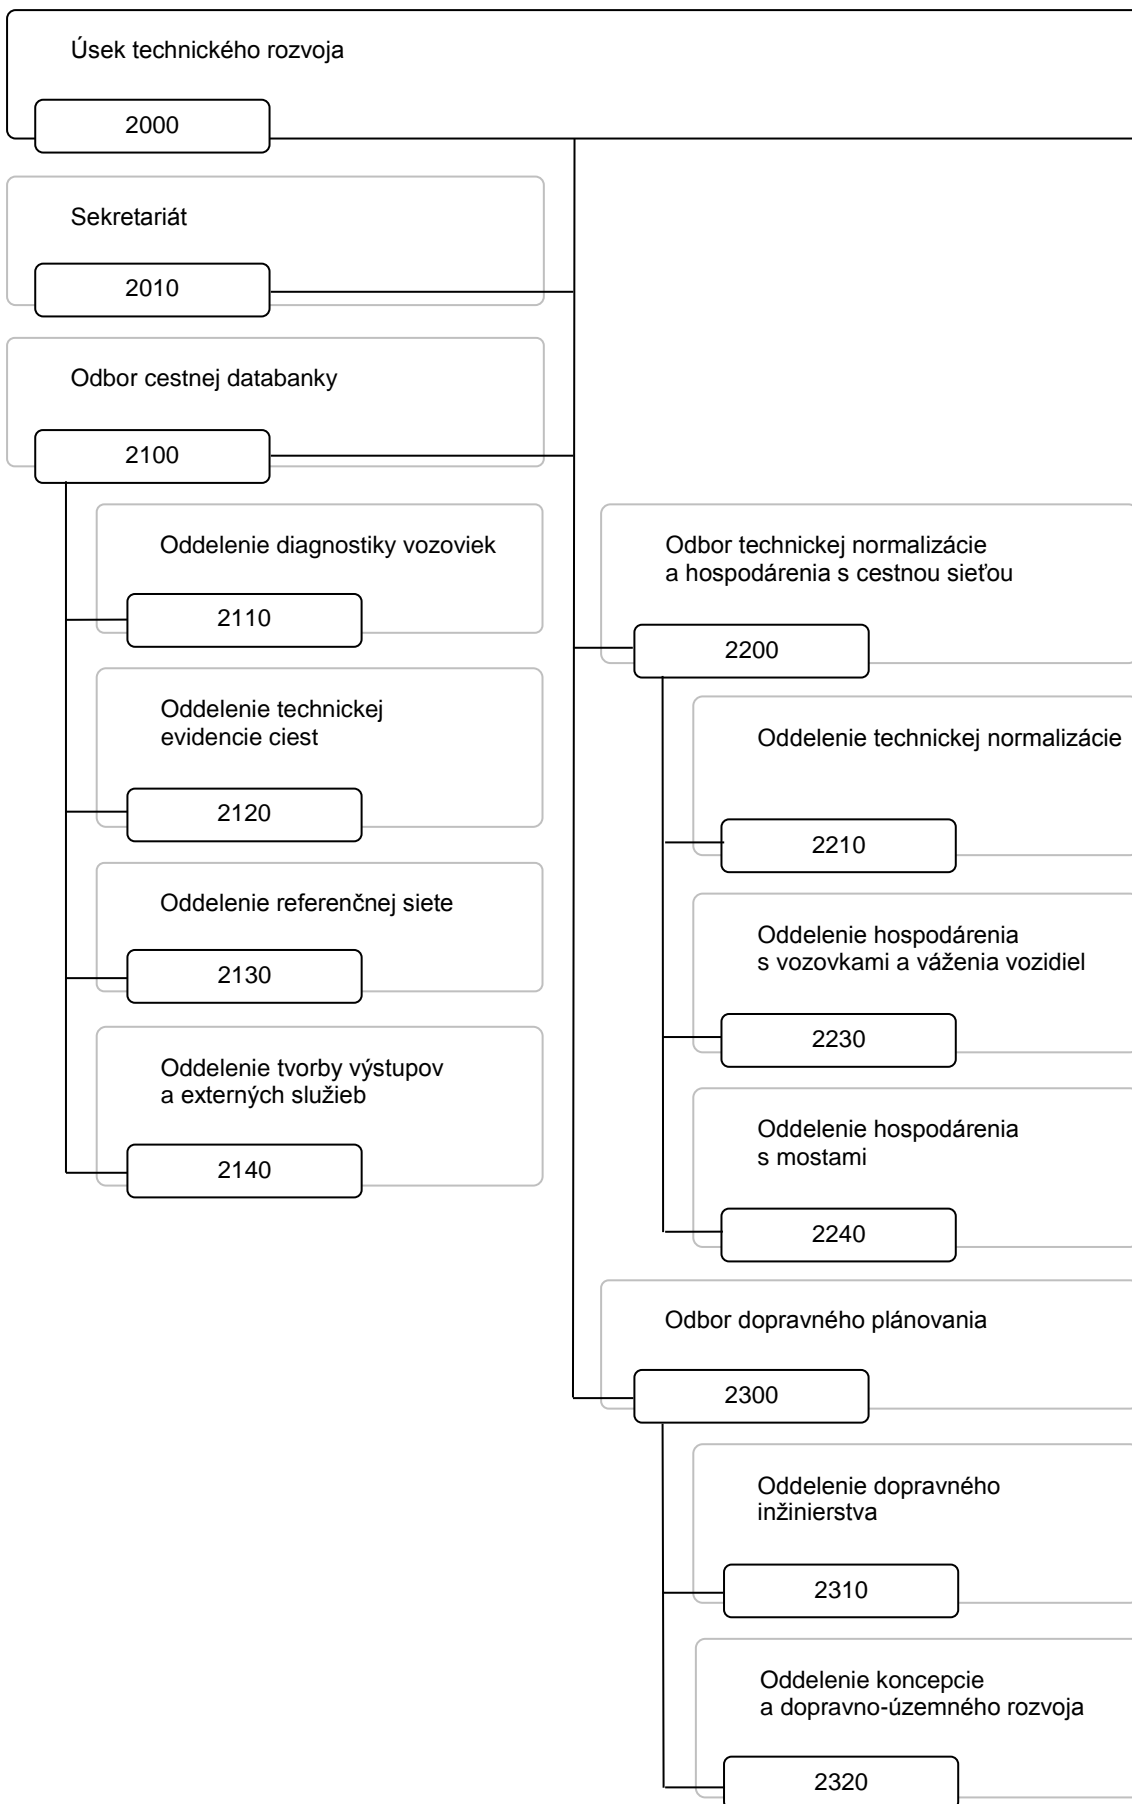 Úsek technického rozvoja
2000
Sekretariát
2010
Odbor cestnej databanky
2100
Oddelenie diagnostiky vozoviek
2110
Oddelenie technickej
evidencie ciest
2120
Oddelenie referenčnej siete
2130
Oddelenie tvorby výstupov
a externých služieb
2140
Odbor technickej normalizácie
a hospodárenia s cestnou sieťou
2200
Oddelenie technickej normalizácie
2210
Oddelenie hospodárenia
s vozovkami a váženia vozidiel
2230
Oddelenie hospodárenia
s mostami
2240
Odbor dopravného plánovania
2300
Oddelenie dopravného
inžinierstva
2310
Oddelenie koncepcie
a dopravno-územného rozvoja
2320